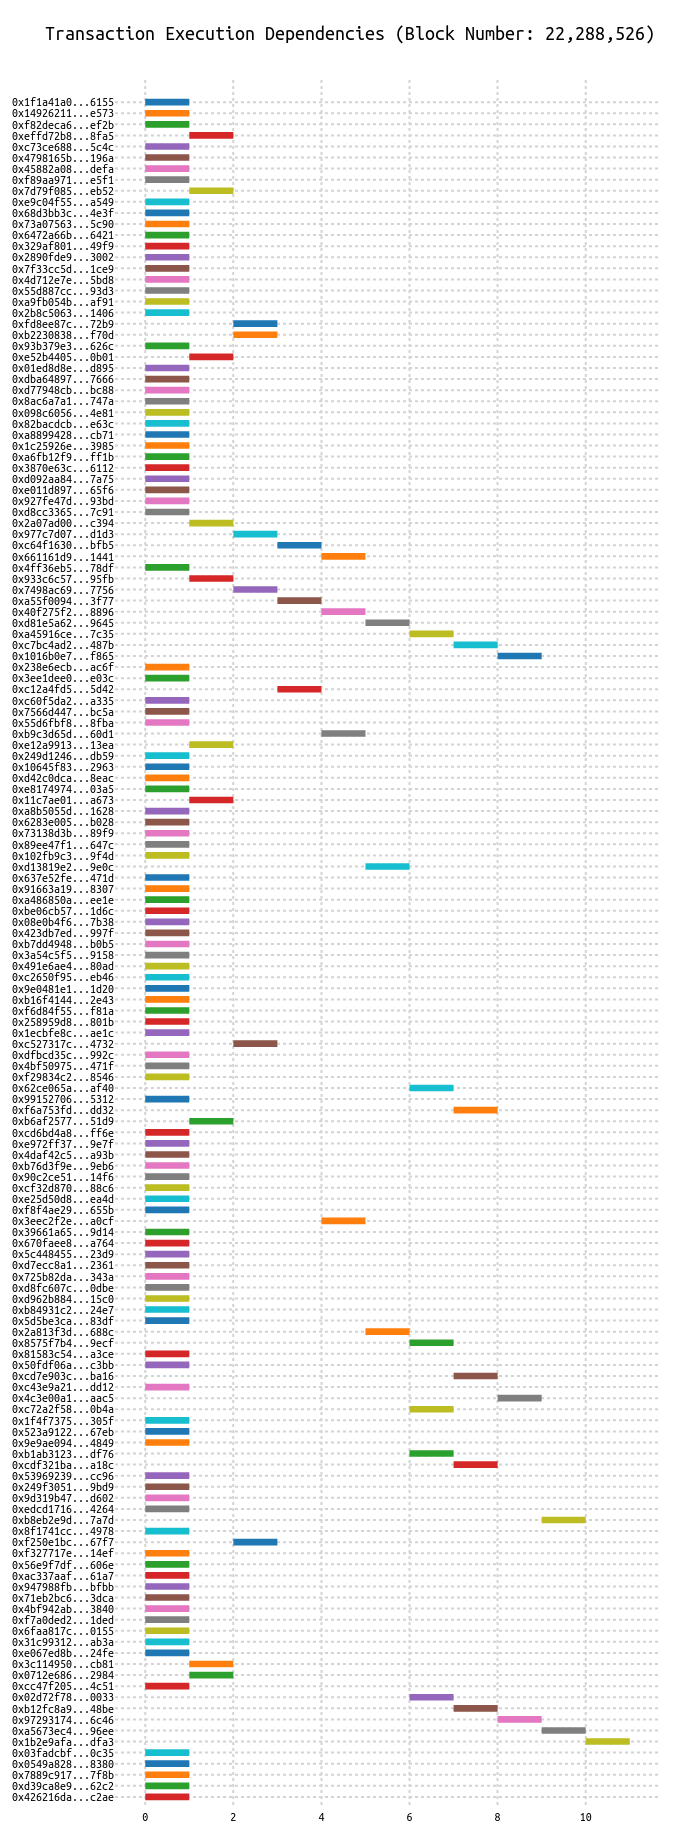 Transaction Execution Dependencies (Block Number: 22,288,526)
0x1f1a41a0...6155
0x14926211...e573
0xf82deca6...ef2b
0xeffd72b8...8fa5
0xc73ce688...5c4c
0x4798165b...196a
0x45882a08...defa
0xf89aa971...e5f1
0x7d79f085...eb52
0xe9c04f55...a549
0x68d3bb3c...4e3f
0x73a07563...5c90
0x6472a66b...6421
0x329af801...49f9
0x2890fde9...3002
0x7f33cc5d...1ce9
0x4d712e7e...5bd8
0x55d887cc...93d3
0xa9fb054b...af91
0x2b8c5063...1406
0xfd8ee87c...72b9
0xb2230838...f70d
0x93b379e3...626c
0xe52b4405...0b01
0x01ed8d8e...d895
0xdba64897...7666
0xd77948cb...bc88
0x8ac6a7a1...747a
0x098c6056...4e81
0x82bacdcb...e63c
0xa8899428...cb71
0x1c25926e...3985
0xa6fb12f9...ff1b
0x3870e63c...6112
0xd092aa84...7a75
0xe011d897...65f6
0x927fe47d...93bd
0xd8cc3365...7c91
0x2a07ad00...c394
0x977c7d07...d1d3
0xc64f1630...bfb5
0x661161d9...1441
0x4ff36eb5...78df
0x933c6c57...95fb
0x7498ac69...7756
0xa55f0094...3f77
0x40f275f2...8896
0xd81e5a62...9645
0xa45916ce...7c35
0xc7bc4ad2...487b
0x1016b0e7...f865
0x238e6ecb...ac6f
0x3ee1dee0...e03c
0xc12a4fd5...5d42
0xc60f5da2...a335
0x7566d447...bc5a
0x55d6fbf8...8fba
0xb9c3d65d...60d1
0xe12a9913...13ea
0x249d1246...db59
0x10645f83...2963
0xd42c0dca...8eac
0xe8174974...03a5
0x11c7ae01...a673
0xa8b5055d...1628
0x6283e005...b028
0x73138d3b...89f9
0x89ee47f1...647c
0x102fb9c3...9f4d
0xd13819e2...9e0c
0x637e52fe...471d
0x91663a19...8307
0xa486850a...ee1e
0xbe06cb57...1d6c
0x08e0b4f6...7b38
0x423db7ed...997f
0xb7dd4948...b0b5
0x3a54c5f5...9158
0x491e6ae4...80ad
0xc2650f95...eb46
0x9e0481e1...1d20
0xb16f4144...2e43
0xf6d84f55...f81a
0x258959d8...801b
0x1ecbfe8c...ae1c
0xc527317c...4732
0xdfbcd35c...992c
0x4bf50975...471f
0xf29834c2...8546
0x62ce065a...af40
0x99152706...5312
0xf6a753fd...dd32
0xb6af2577...51d9
0xcd6bd4a8...ff6e
0xe972ff37...9e7f
0x4daf42c5...a93b
0xb76d3f9e...9eb6
0x90c2ce51...14f6
0xcf32d870...88c6
0xe25d50d8...ea4d
0xf8f4ae29...655b
0x3eec2f2e...a0cf
0x39661a65...9d14
0x670faee8...a764
0x5c448455...23d9
0xd7ecc8a1...2361
0x725b82da...343a
0xd8fc607c...0dbe
0xd962b884...15c0
0xb84931c2...24e7
0x5d5be3ca...83df
0x2a813f3d...688c
0x8575f7b4...9ecf
0x81583c54...a3ce
0x50fdf06a...c3bb
0xcd7e903c...ba16
0xc43e9a21...dd12
0x4c3e00a1...aac5
0xc72a2f58...0b4a
0x1f4f7375...305f
0x523a9122...67eb
0x9e9ae094...4849
0xb1ab3123...df76
0xcdf321ba...a18c
0x53969239...cc96
0x249f3051...9bd9
0x9d319b47...d602
0xedcd1716...4264
0xb8eb2e9d...7a7d
0x8f1741cc...4978
0xf250e1bc...67f7
0xf327717e...14ef
0x56e9f7df...606e
0xac337aaf...61a7
0x947988fb...bfbb
0x71eb2bc6...3dca
0x4bf942ab...3840
0xf7a0ded2...1ded
0x6faa817c...0155
0x31c99312...ab3a
0xe067ed8b...24fe
0x3c114950...cb81
0x0712e686...2984
0xcc47f205...4c51
0x02d72f78...0033
0xb12fc8a9...48be
0x97293174...6c46
0xa5673ec4...96ee
0x1b2e9afa...dfa3
0x03fadcbf...0c35
0x0549a828...8380
0x7889c917...7f8b
0xd39ca8e9...62c2
0x426216da...c2ae
0 2 4 6 8 10